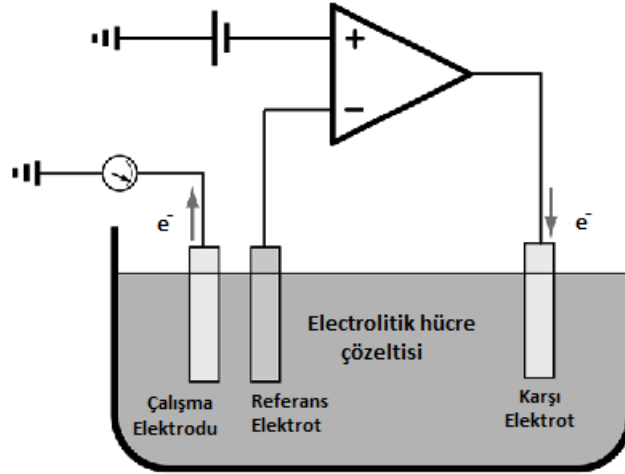 +
−
e⁻
e⁻
Electrolitik hücre
çözeltisi
Çalışma
Elektrodu
Referans
Elektrot
Karşı
Elektrot